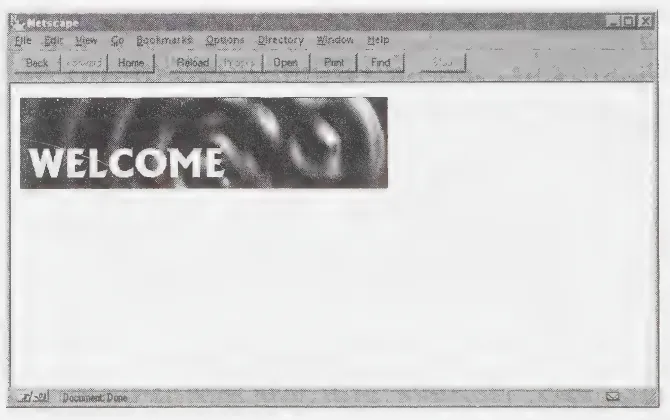 Netscape
File Edit View Go Bookmarks Options Directory Window Help
Back Forward Home Reload Images Open Print Find Stop
WELCOME
Document: Done